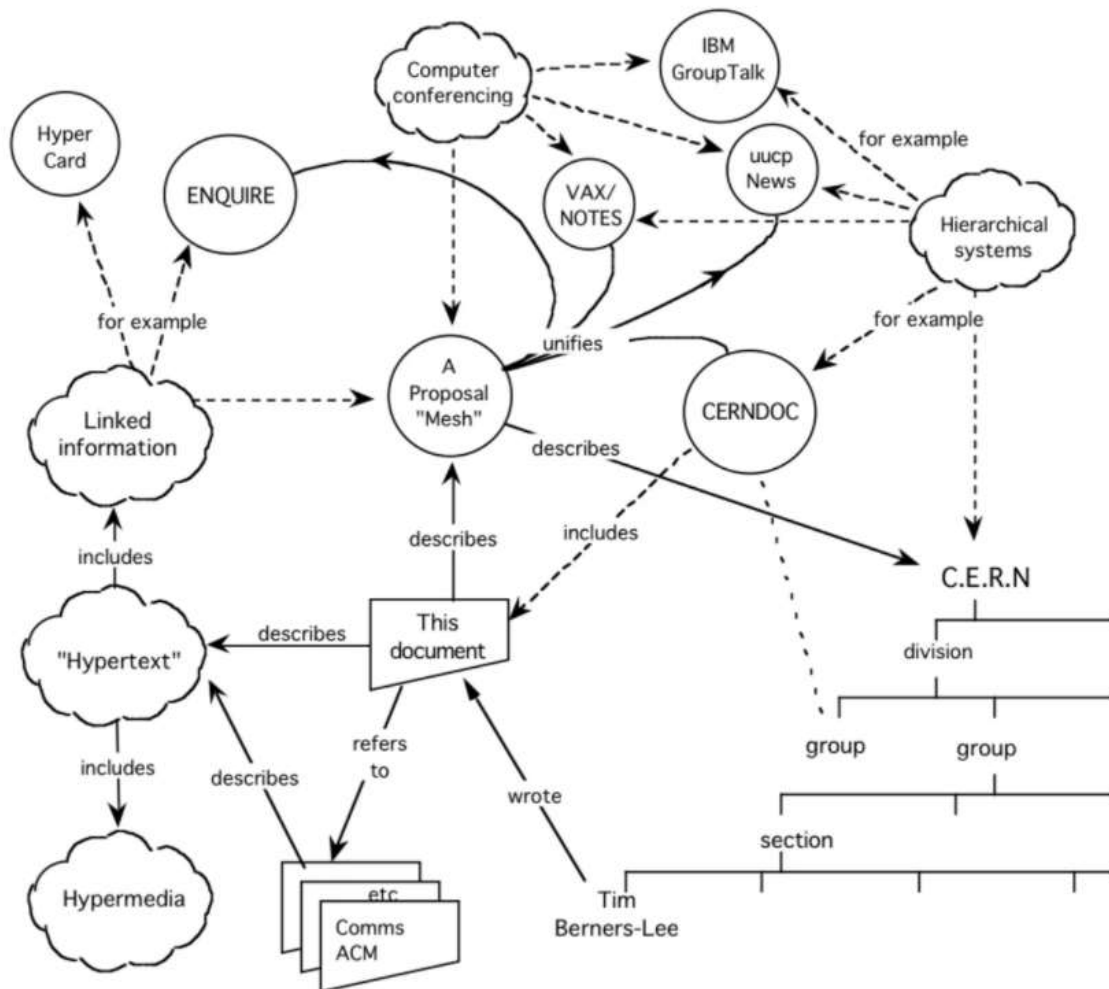 IBM
GroupTalk
Computer
conferencing
Hyper
Card
for example
uucp
News
ENQUIRE
VAX/
NOTES
Hierarchical
systems
for example
for example
unifies
A
Proposal
"Mesh"
Linked
information
CERNDOC
describes
includes
describes
includes
C.E.R.N
This
document
describes
"Hypertext"
division
refers
to
group
group
includes
describes
wrote
section
Hypermedia
etc
Comms
ACM
Tim
Berners-Lee